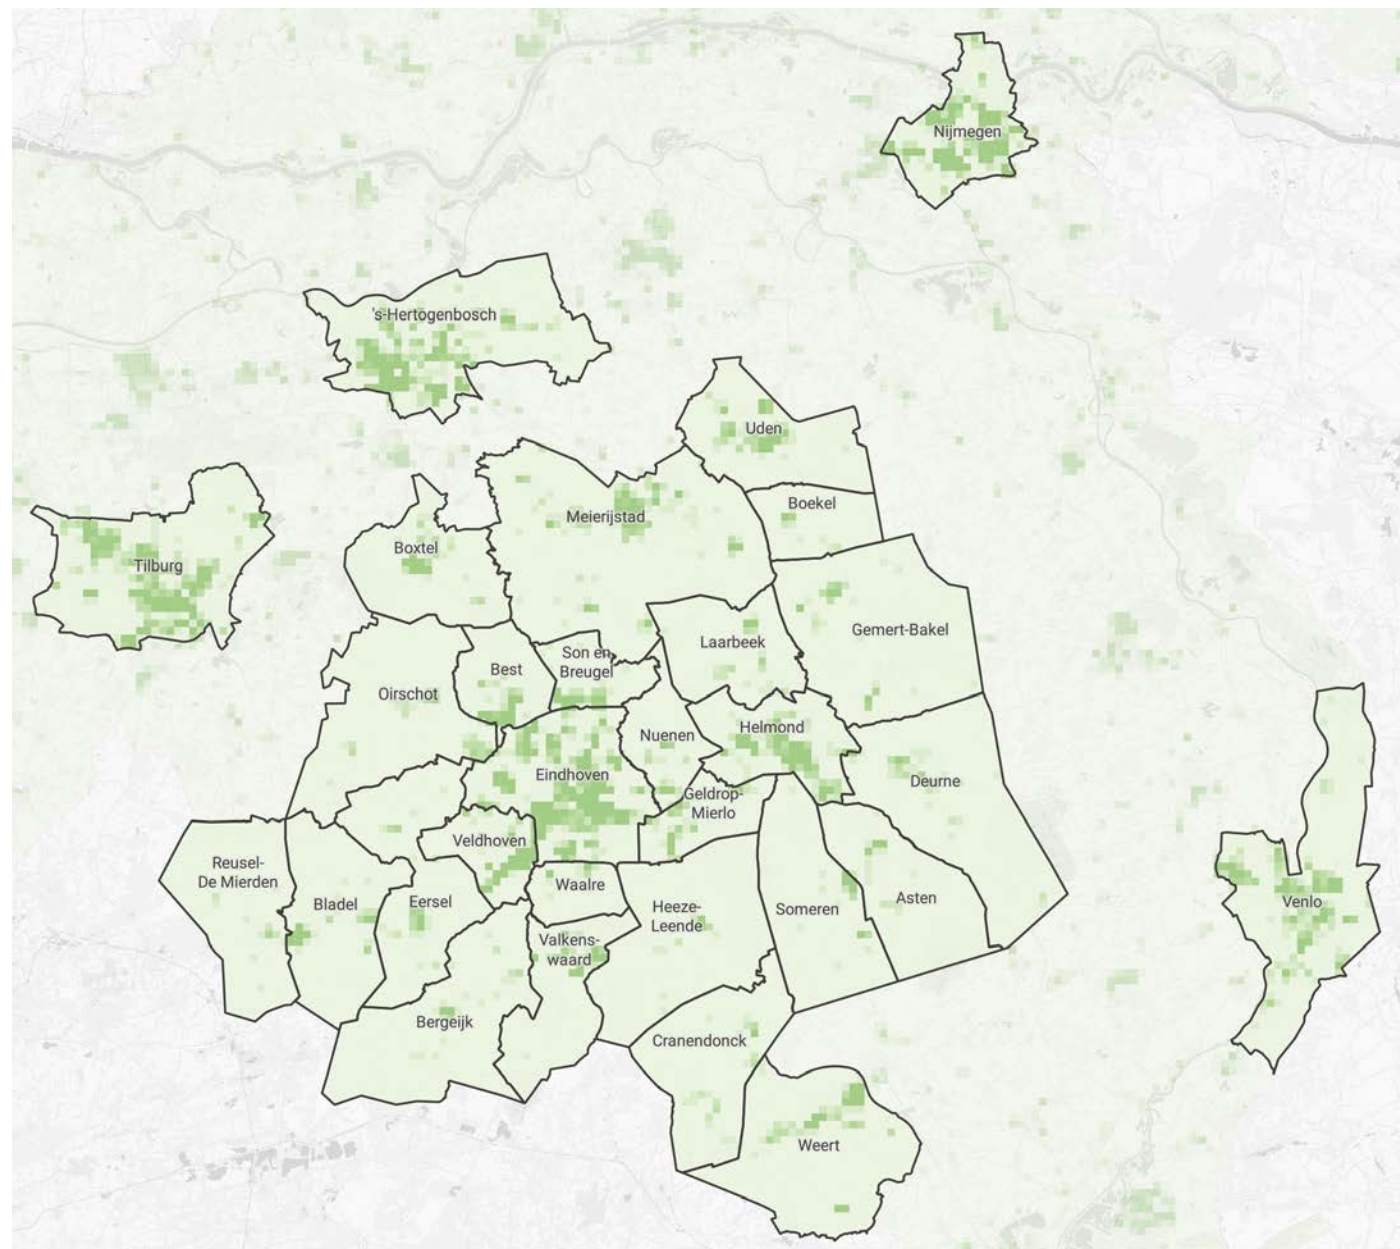 Nijmegen
's-Hertogenbosch
Uden
Boekel
Meierijstad
Boxtel
Tilburg
Gemert-Bakel
Laarbeek
Son en
Breugel
Best
Oirschot
Nuenen
Helmond
Eindhoven
Deurne
Geldrop-
Mierlo
Veldhoven
Reusel-
De Mierden
Waalre
Bladel
Eersel
Heeze-
Leende
Someren
Asten
Venlo
Valkens-
waard
Bergeijk
Cranendonck
Weert